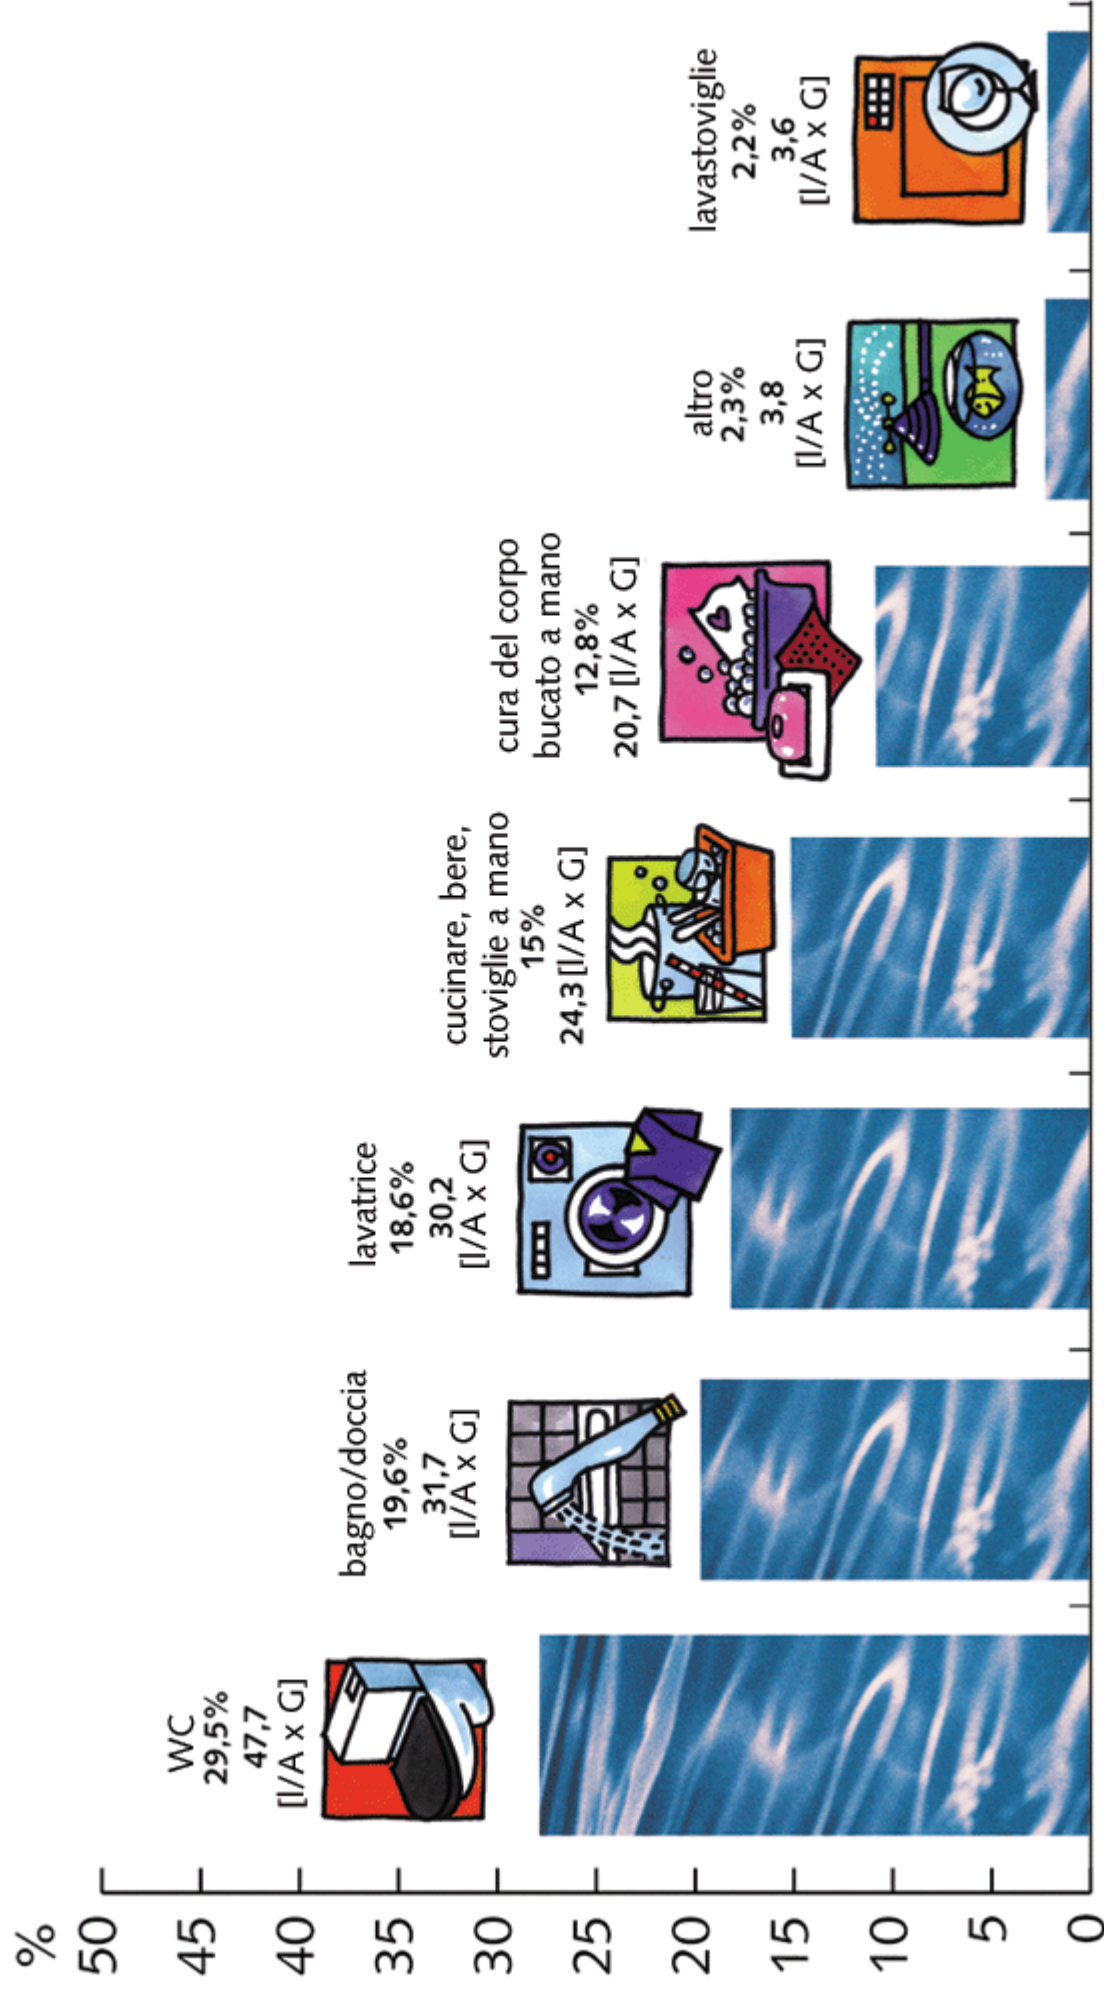 %
50
45
40
35
30
25
20
15
10
5
0
WC
29,5%
47,7
[l/A x G]
bagno/doccia
19,6%
31,7
[l/A x G]
lavatrice
18,6%
30,2
[l/A x G]
cucinare, bere,
stoviglie a mano
15%
24,3 [l/A x G]
cura del corpo
bucato a mano
12,8%
20,7 [l/A x G]
altro
2,3%
3,8
[l/A x G]
lavastoviglie
2,2%
3,6
[l/A x G]